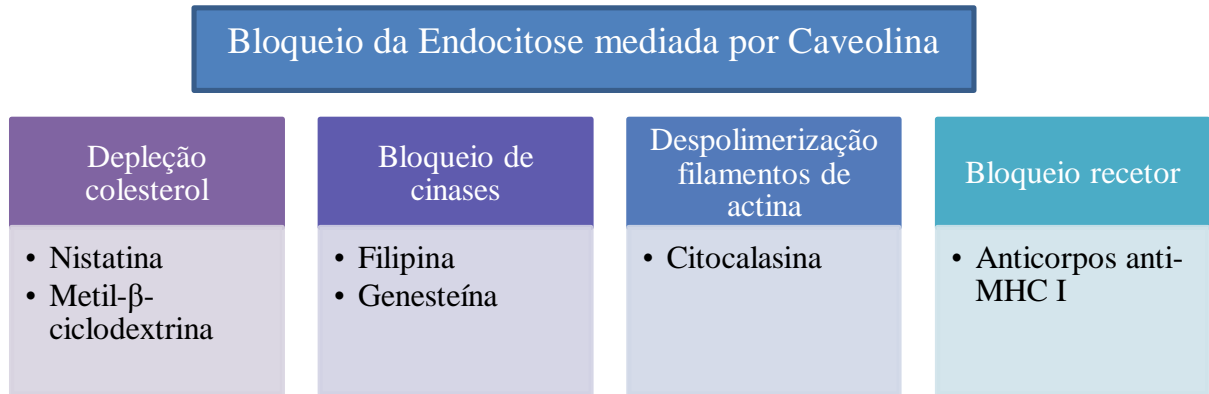 Bloqueio da Endocitose mediada por Caveolina
Depleção
colesterol
• Nistatina
• Metil-β-
ciclodextrina
Bloqueio de
cinases
• Filipina
• Genesteína
Despolimerização
filamentos de
actina
• Citocalasina
Bloqueio recetor
• Anticorpos anti-
MHC I